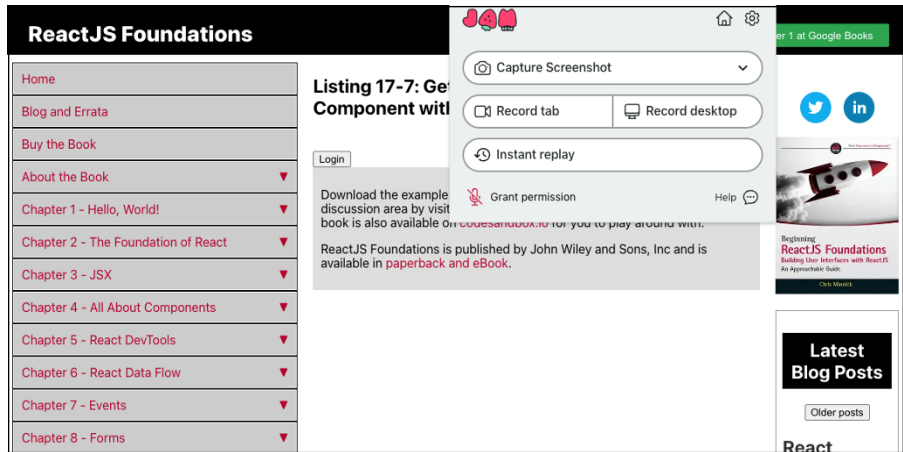 ReactJS Foundations
JAM
er 1 at Google Books
Home
Blog and Errata
Buy the Book
About the Book
Chapter 1 - Hello, World!
Chapter 2 - The Foundation of React
Chapter 3 - JSX
Chapter 4 - All About Components
Chapter 5 - React DevTools
Chapter 6 - React Data Flow
Chapter 7 - Events
Chapter 8 - Forms
Listing 17-7: Ge
Component wit
Login
Download the example
discussion area by visit
book is also available on codesandbox.io for you to play around with.
ReactJS Foundations is published by John Wiley and Sons, Inc and is
available in paperback and eBook.
Capture Screenshot
Record tab
Record desktop
Instant replay
Grant permission
Help
in
Beginning
ReactJS Foundations
Building User Interfaces with ReactJS
An Approachable Guide
Chris Minnick
Latest
Blog Posts
Older posts
React